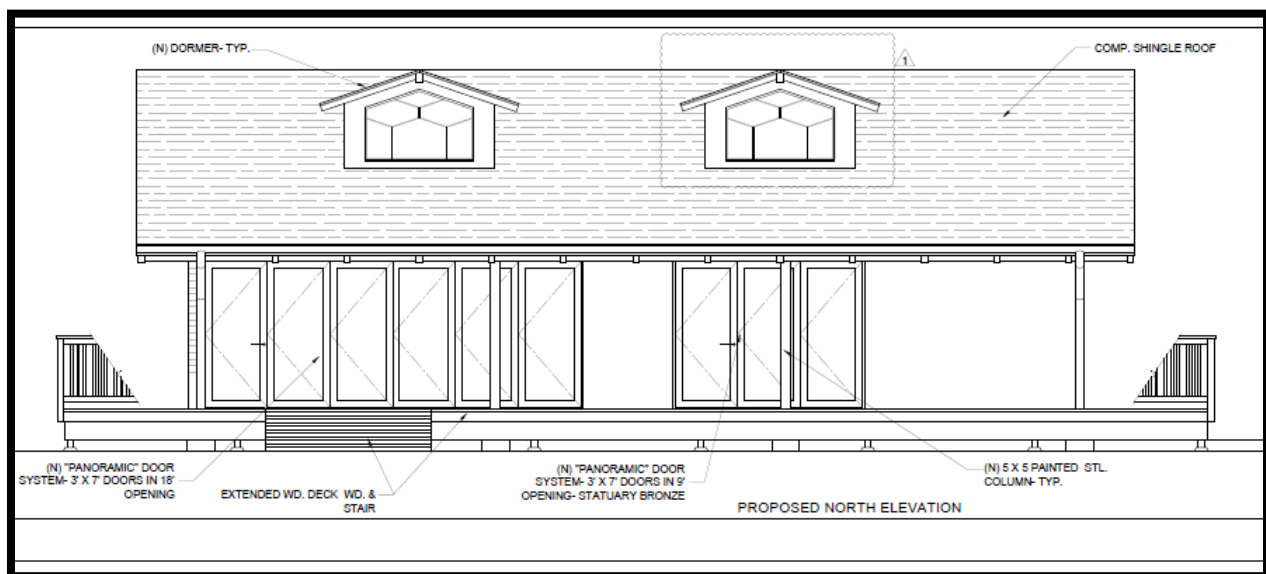 (N) DORMER- TYP.
1
COMP. SHINGLE ROOF
(N) "PANORAMIC" DOOR
SYSTEM- 3' X 7' DOORS IN 18'
OPENING
EXTENDED WD. DECK WD. &
STAIR
(N) "PANORAMIC" DOOR
SYSTEM- 3' X 7' DOORS IN 9'
OPENING- STATUARY BRONZE
(N) 5 X 5 PAINTED STL.
COLUMN- TYP.
PROPOSED NORTH ELEVATION